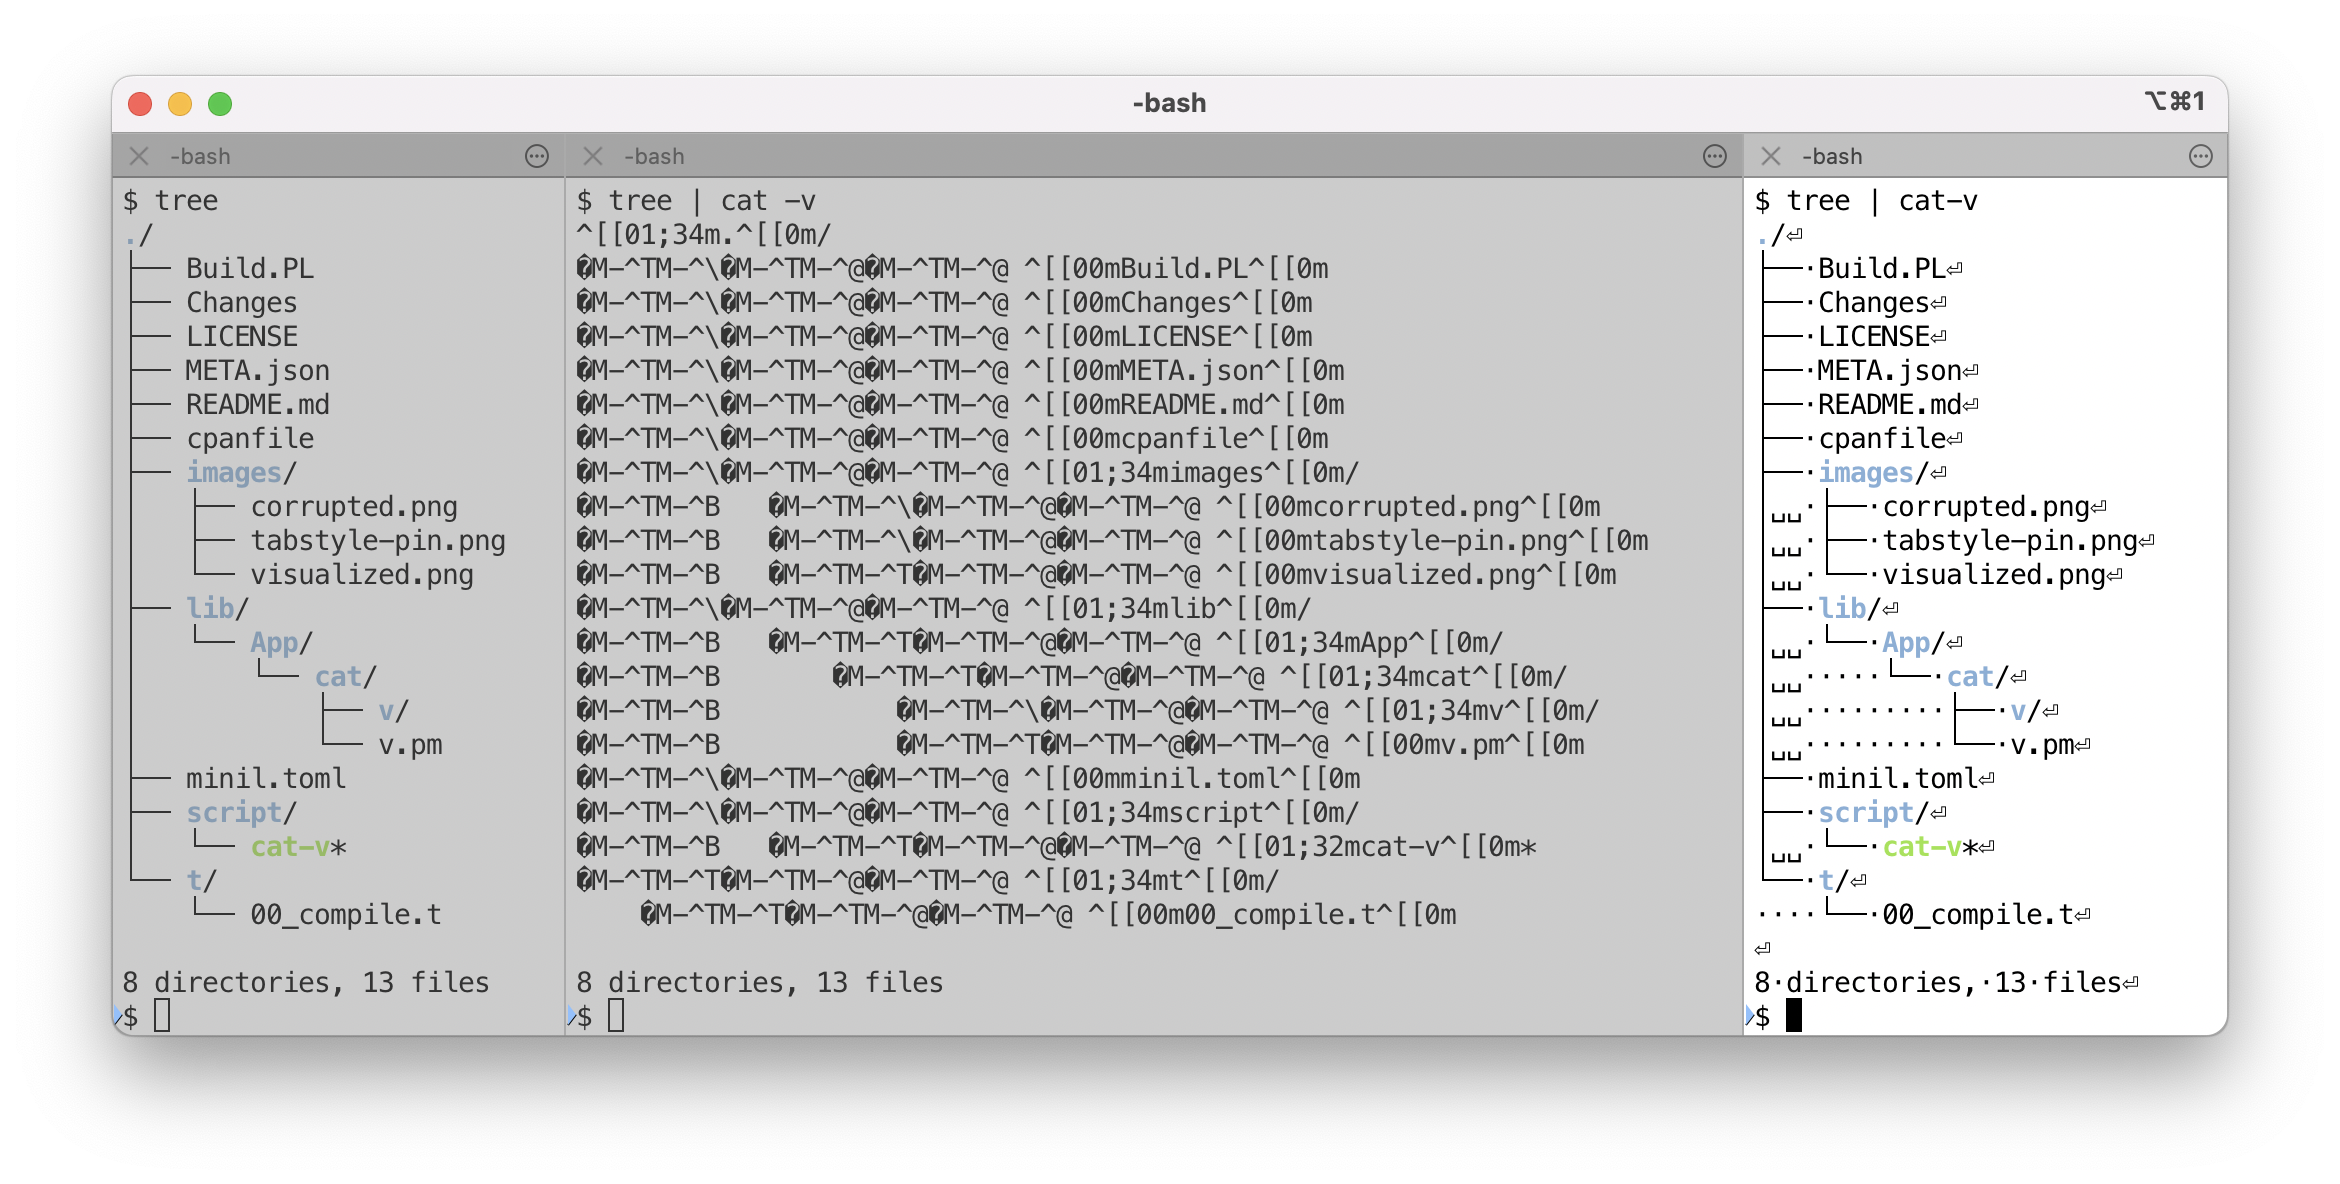 -bash
⌥⌘1
-bash
$ tree
./
├── Build.PL
├── Changes
├── LICENSE
├── META.json
├── README.md
├── cpanfile
├── images/
│   ├── corrupted.png
│   ├── tabstyle-pin.png
│   └── visualized.png
├── lib/
│   └── App/
│       └── cat/
│           ├── v/
│           └── v.pm
├── minil.toml
├── script/
│   └── cat-v*
└── t/
    └── 00_compile.t
8 directories, 13 files
$
-bash
$ tree | cat -v
^[[01;34m.^[[0m/
�M-^TM-^\�M-^TM-^@�M-^TM-^@ ^[[00mBuild.PL^[[0m
�M-^TM-^\�M-^TM-^@�M-^TM-^@ ^[[00mChanges^[[0m
�M-^TM-^\�M-^TM-^@�M-^TM-^@ ^[[00mLICENSE^[[0m
�M-^TM-^\�M-^TM-^@�M-^TM-^@ ^[[00mMETA.json^[[0m
�M-^TM-^\�M-^TM-^@�M-^TM-^@ ^[[00mREADME.md^[[0m
�M-^TM-^\�M-^TM-^@�M-^TM-^@ ^[[00mcpanfile^[[0m
�M-^TM-^\�M-^TM-^@�M-^TM-^@ ^[[01;34mimages^[[0m/
�M-^TM-^B   �M-^TM-^\�M-^TM-^@�M-^TM-^@ ^[[00mcorrupted.png^[[0m
�M-^TM-^B   �M-^TM-^\�M-^TM-^@�M-^TM-^@ ^[[00mtabstyle-pin.png^[[0m
�M-^TM-^B   �M-^TM-^T�M-^TM-^@�M-^TM-^@ ^[[00mvisualized.png^[[0m
�M-^TM-^\�M-^TM-^@�M-^TM-^@ ^[[01;34mlib^[[0m/
�M-^TM-^B   �M-^TM-^T�M-^TM-^@�M-^TM-^@ ^[[01;34mApp^[[0m/
�M-^TM-^B       �M-^TM-^T�M-^TM-^@�M-^TM-^@ ^[[01;34mcat^[[0m/
�M-^TM-^B           �M-^TM-^\�M-^TM-^@�M-^TM-^@ ^[[01;34mv^[[0m/
�M-^TM-^B           �M-^TM-^T�M-^TM-^@�M-^TM-^@ ^[[00mv.pm^[[0m
�M-^TM-^\�M-^TM-^@�M-^TM-^@ ^[[00mminil.toml^[[0m
�M-^TM-^\�M-^TM-^@�M-^TM-^@ ^[[01;34mscript^[[0m/
�M-^TM-^B   �M-^TM-^T�M-^TM-^@�M-^TM-^@ ^[[01;32mcat-v^[[0m*
�M-^TM-^T�M-^TM-^@�M-^TM-^@ ^[[01;34mt^[[0m/
    �M-^TM-^T�M-^TM-^@�M-^TM-^@ ^[[00m00_compile.t^[[0m
8 directories, 13 files
$
-bash
$ tree | cat-v
./⏎
├──·Build.PL⏎
├──·Changes⏎
├──·LICENSE⏎
├──·META.json⏎
├──·README.md⏎
├──·cpanfile⏎
├──·images/⏎
│␣␣·├──·corrupted.png⏎
│␣␣·├──·tabstyle-pin.png⏎
│␣␣·└──·visualized.png⏎
├──·lib/⏎
│␣␣·└──·App/⏎
│␣␣·····└──·cat/⏎
│␣␣·········├──·v/⏎
│␣␣·········└──·v.pm⏎
├──·minil.toml⏎
├──·script/⏎
│␣␣·└──·cat-v*⏎
└──·t/⏎
····└──·00_compile.t⏎
⏎
8·directories,·13·files⏎
$